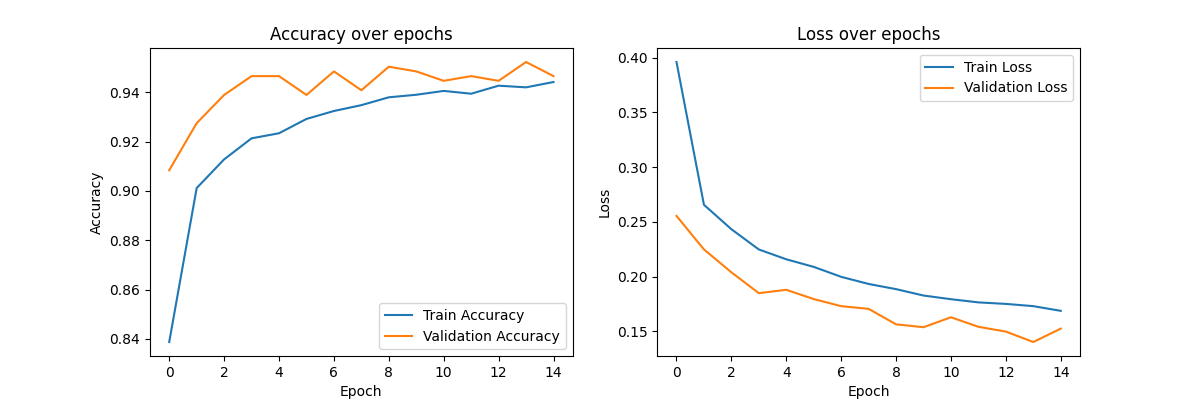 Accuracy over epochs
Accuracy
0.94
0.92
0.90
0.88
0.86
0.84
Train Accuracy
Validation Accuracy
0 2 4 6 8 10 12 14
Epoch
Loss over epochs
Loss
0.40
0.35
0.30
0.25
0.20
0.15
Train Loss
Validation Loss
0 2 4 6 8 10 12 14
Epoch